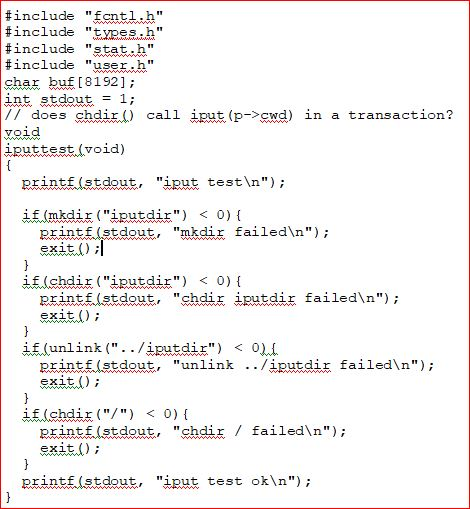 #include "fcntl.h"
#include "types.h"
#include "stat.h"
#include "user.h"
char buf[8192];
int stdout = 1;
// does chdir() call iput(p->cwd) in a transaction?
void
iputtest(void)
{
  printf(stdout, "iput test\n");

  if(mkdir("iputdir") < 0){
    printf(stdout, "mkdir failed\n");
    exit();
  }
  if(chdir("iputdir") < 0){
    printf(stdout, "chdir iputdir failed\n");
    exit();
  }
  if(unlink("../iputdir") < 0){
    printf(stdout, "unlink ../iputdir failed\n");
    exit();
  }
  if(chdir("/") < 0){
    printf(stdout, "chdir / failed\n");
    exit();
  }
  printf(stdout, "iput test ok\n");
}